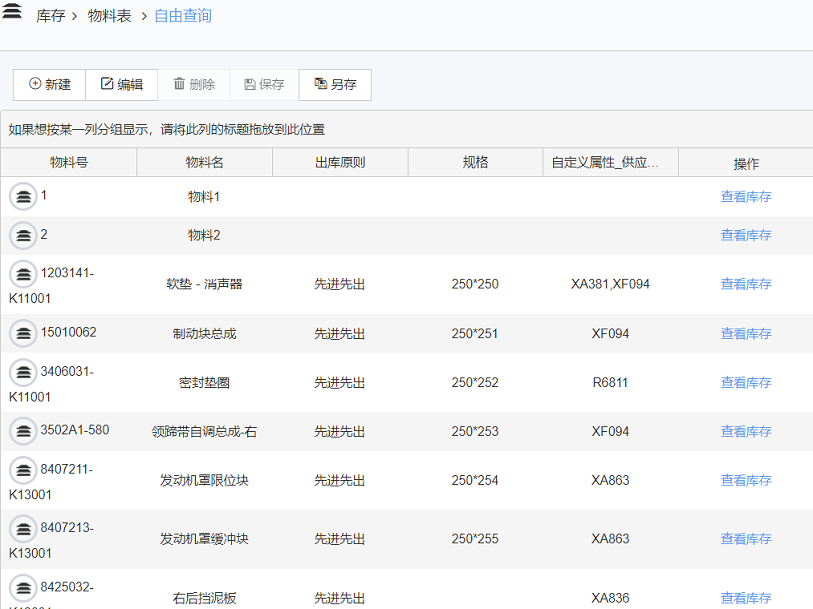 库存 > 物料表 > 自由查询
新建 编辑 删除 保存 另存
如果想按某一列分组显示，请将此列的标题拖放到此位置
物料号 物料名 出库原则 规格 自定义属性_供应... 操作
1 物料1 查看库存
2 物料2 查看库存
1203141-
K11001 软垫 - 消声器 先进先出 250*250 XA381,XF094 查看库存
15010062 制动块总成 先进先出 250*251 XF094 查看库存
3406031-
K11001 密封垫圈 先进先出 250*252 R6811 查看库存
3502A1-580 领蹄带自调总成-右 先进先出 250*253 XF094 查看库存
8407211-
K13001 发动机罩限位块 先进先出 250*254 XA863 查看库存
8407213-
K13001 发动机罩缓冲块 先进先出 250*255 XA863 查看库存
8425032-
右后挡泥板 先进先出 XA836 查看库存